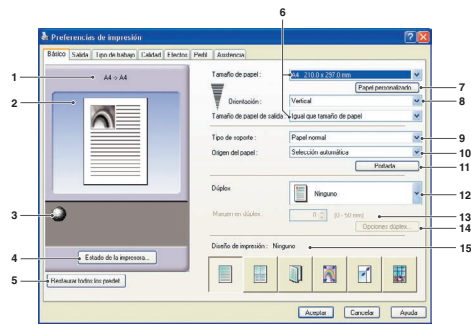 6
Preferencias de impresión
Básico Salida Tipo de trabajo Calidad Efectos Perfil Asistencia
1 A4 > A4
2
3
4 Estado de la impresora...
5 Restaurar todos los predet.
Tamaño de papel: A4 210.0 x 297.0 mm
Papel personalizado... 7
Orientación: Vertical 8
Tamaño de papel de salida: Igual que tamaño de papel
Tipo de soporte: Papel normal 9
Origen del papel: Selección automática 10
Portada... 11
Dúplex Ninguno 12
Margen en dúplex: 0 (0 - 50 mm) 13
Opciones dúplex... 14
Diseño de impresión: Ninguno 15
Aceptar Cancelar Ayuda